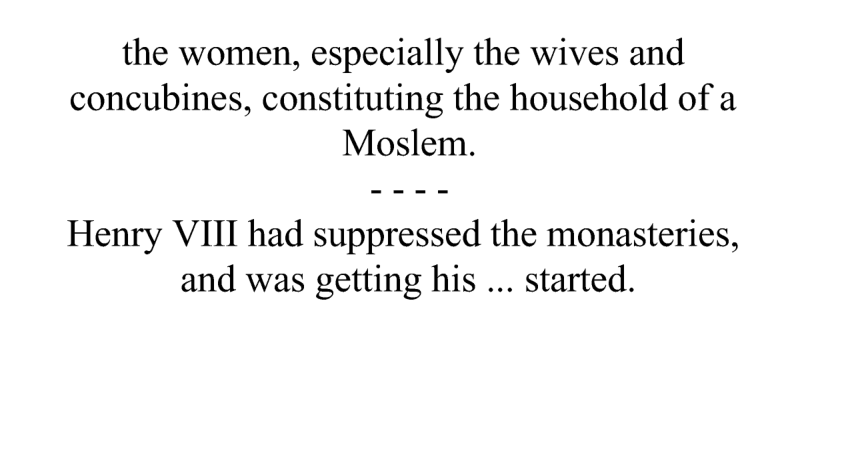 the women, especially the wives and
concubines, constituting the household of a
Moslem.
- - - -
Henry VIII had suppressed the monasteries,
and was getting his ... started.